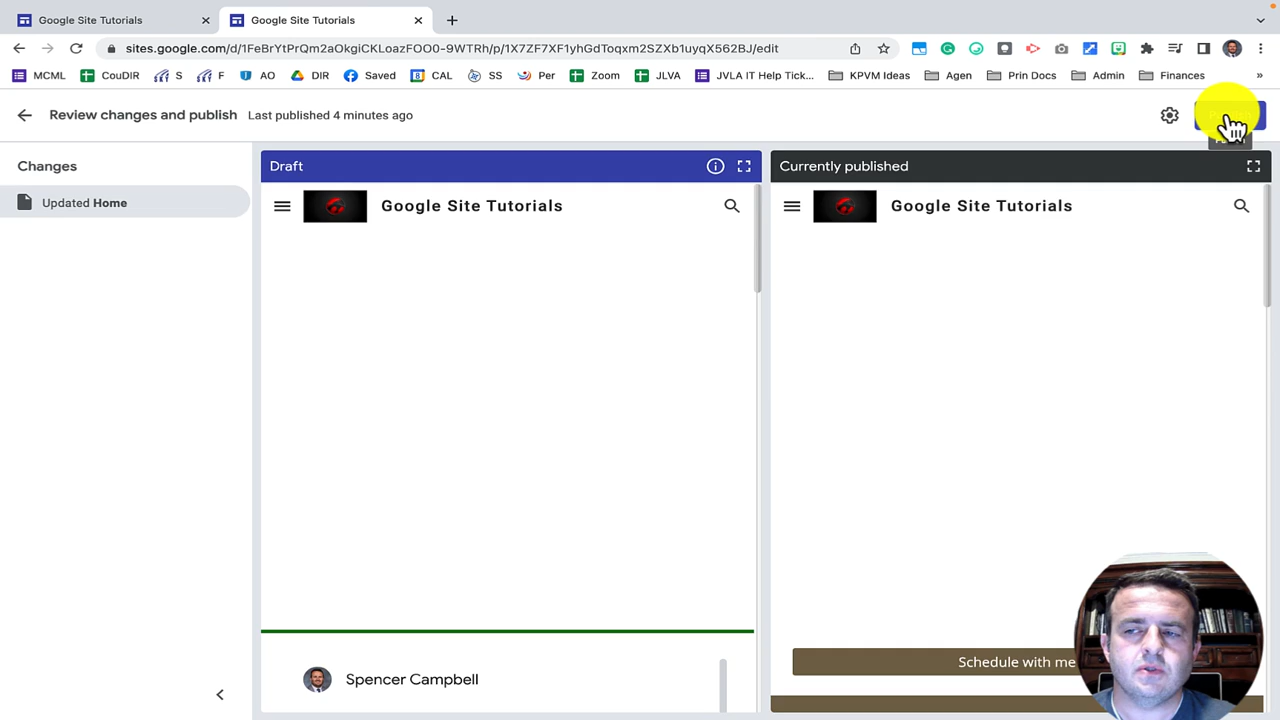 Google Site Tutorials
Google Site Tutorials
sites.google.com/d/1FeBrYtPrQm2aOkgiCKLoazFOO0-9WTRh/p/1X7ZF7XF1yhGdToqxm2SZXb1uyqX562BJ/edit
MCML CouDIR S F AO DIR Saved CAL SS Per Zoom JLVA JVLA IT Help Tick... KPVM Ideas Agen Prin Docs Admin Finances »
Review changes and publish Last published 4 minutes ago
Changes
Updated Home
Draft
Google Site Tutorials
Spencer Campbell
Currently published
Google Site Tutorials
Schedule with me